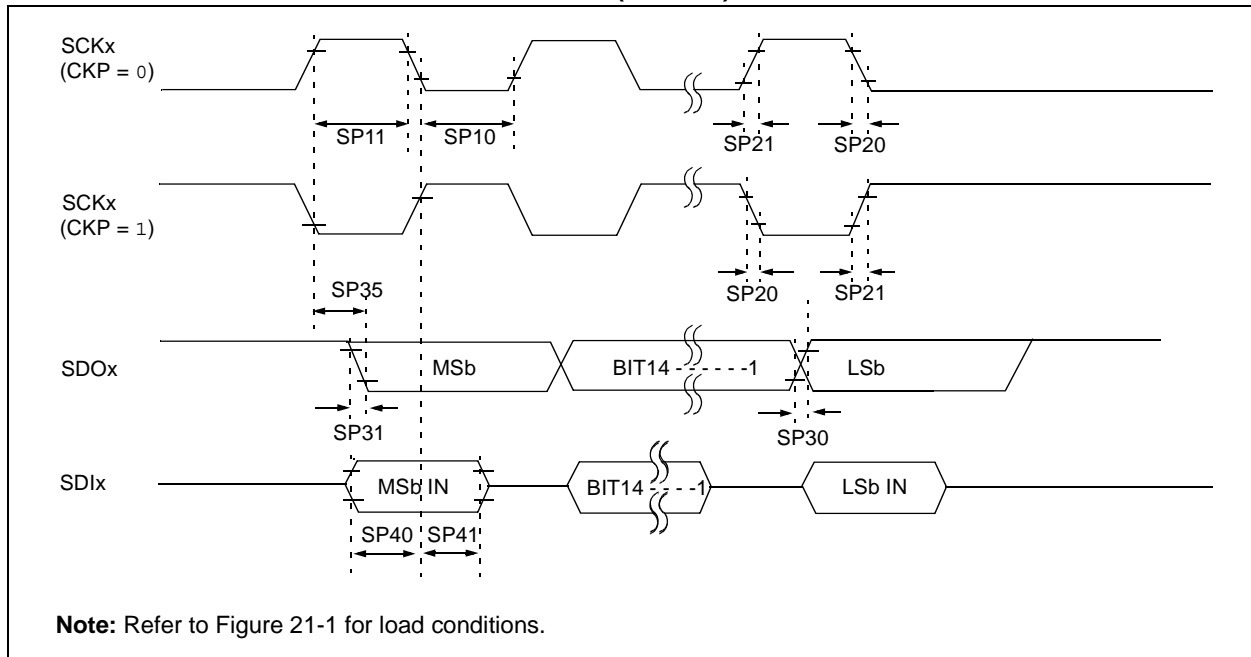 SCKx
(CKP = 0)
SP11
SP10
SP21
SP20
SCKx
(CKP = 1)
SP35
SP20
SP21
SDOx
MSb
BIT14 - - - - - -1
LSb
SP31
SP30
SDIx
MSb IN
BIT14 - - - -1
LSb IN
SP40
SP41
Note: Refer to Figure 21-1 for load conditions.